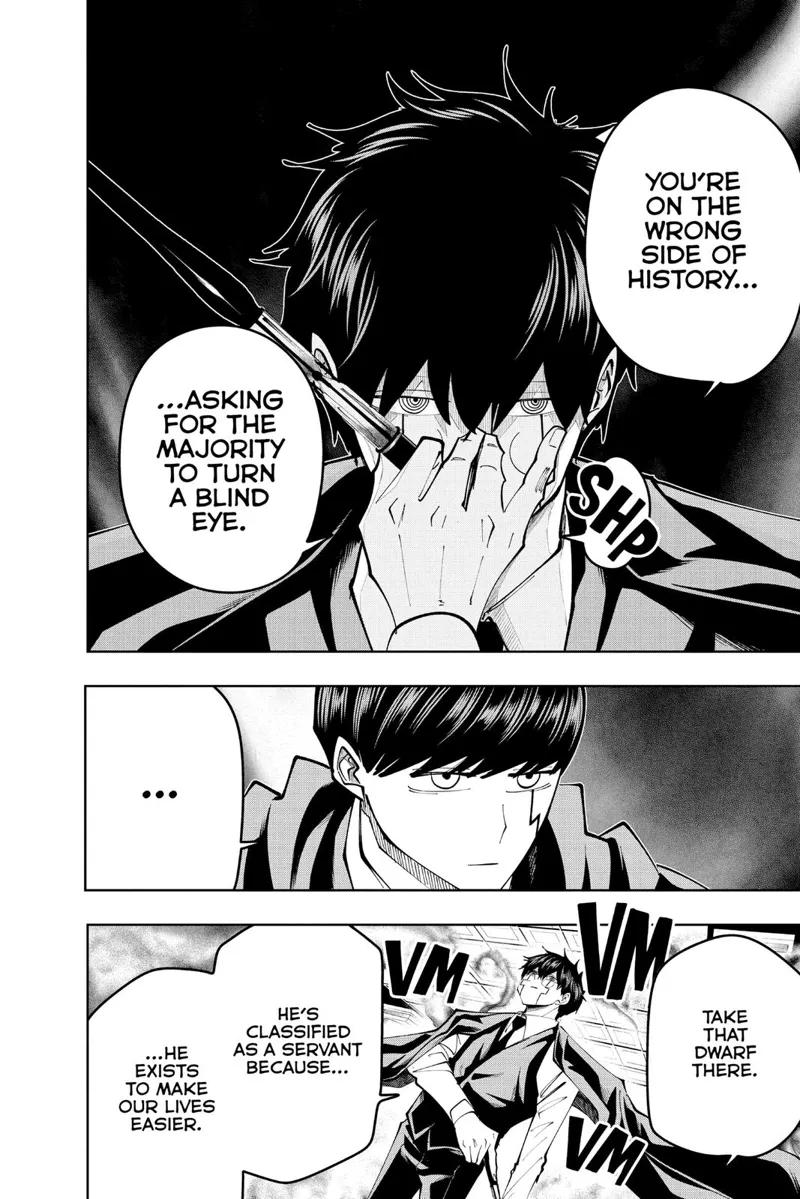 YOU'RE
ON THE
WRONG
SIDE OF
HISTORY...
...ASKING
FOR THE
MAJORITY
TO TURN
A BLIND
EYE.
SHP
...
VM
TAKE
THAT
DWARF
THERE.
VM
HE'S
CLASSIFIED
AS A SERVANT
BECAUSE...
...HE
EXISTS
TO MAKE
OUR LIVES
EASIER.
VM